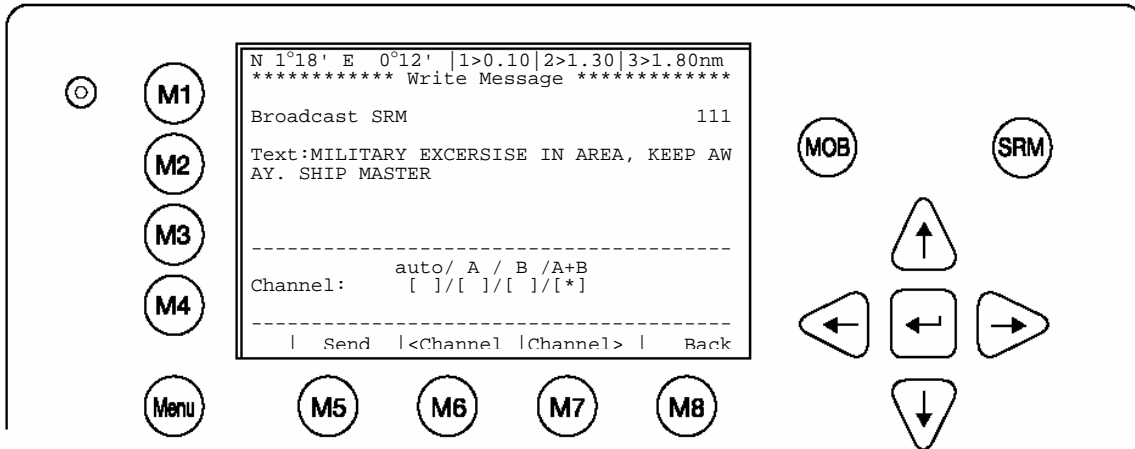 N 1°18' E 0°12' |1>0.10|2>1.30|3>1.80nm
************ Write Message *************
Broadcast SRM 111
Text:MILITARY EXCERSISE IN AREA, KEEP AW
AY. SHIP MASTER
----------------------------------------
auto/ A / B /A+B
Channel: [ ]/[ ]/[ ]/[*]
----------------------------------------
| Send |<Channel |Channel> | Back
M1
M2
M3
M4
Menu
M5
M6
M7
M8
MOB
SRM